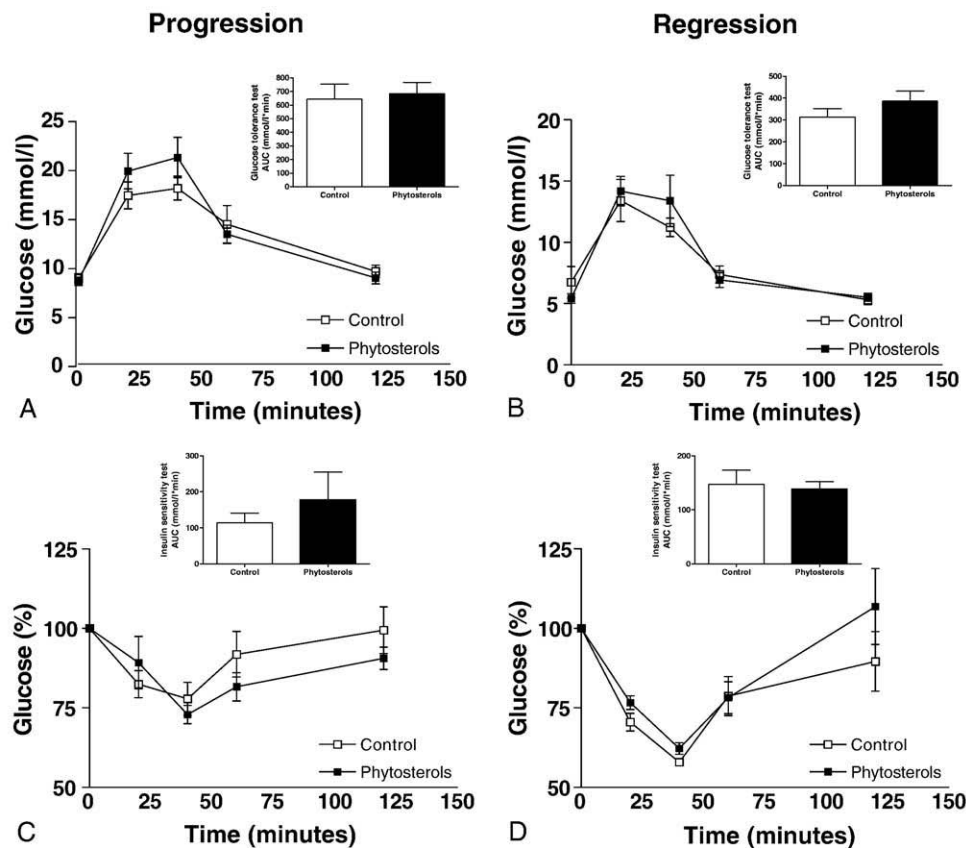 Progression
Regression
Glucose tolerance test
AUC (mmol/l*min)
800
700
600
500
400
300
200
100
0
Control
Phytosterols
Glucose (mmol/l)
25
20
15
10
5
0
Control
Phytosterols
0 25 50 75 100 125 150
Time (minutes)
A
Glucose tolerance test
AUC (mmol/l*min)
500
400
300
200
100
0
Control
Phytosterols
Glucose (mmol/l)
20
15
10
5
0
Control
Phytosterols
0 25 50 75 100 125 150
Time (minutes)
B
Insulin sensitivity test
AUC (mmol/l*min)
300
200
100
0
Control
Phytosterols
Glucose (%)
125
100
75
50
Control
Phytosterols
0 25 50 75 100 125 150
Time (minutes)
C
Insulin sensitivity test
AUC (mmol/l*min)
200
100
0
Control
Phytosterols
Glucose (%)
125
100
75
50
Control
Phytosterols
0 25 50 75 100 125 150
Time (minutes)
D